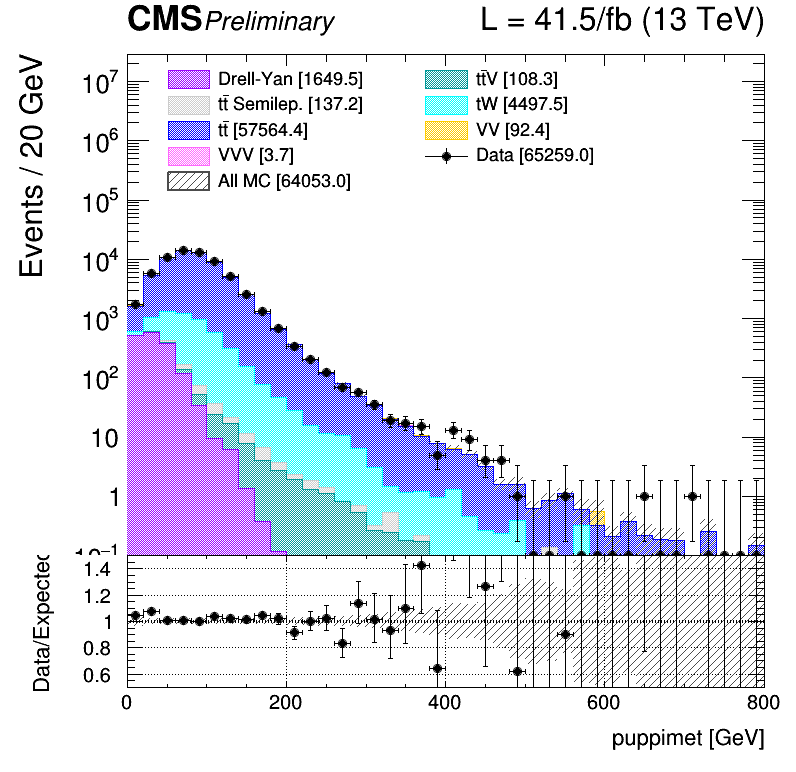 CMS Preliminary L = 41.5/fb (13 TeV)
Events / 20 GeV
Drell-Yan [1649.5]
tt̄ Semilep. [137.2]
tt̄ [57564.4]
VVV [3.7]
All MC [64053.0]
tt̄V [108.3]
tW [4497.5]
VV [92.4]
Data [65259.0]
10⁷
10⁶
10⁵
10⁴
10³
10²
10
1
10⁻¹
Data/Expected
1.4
1.2
1
0.8
0.6
0 200 400 600 800
puppimet [GeV]